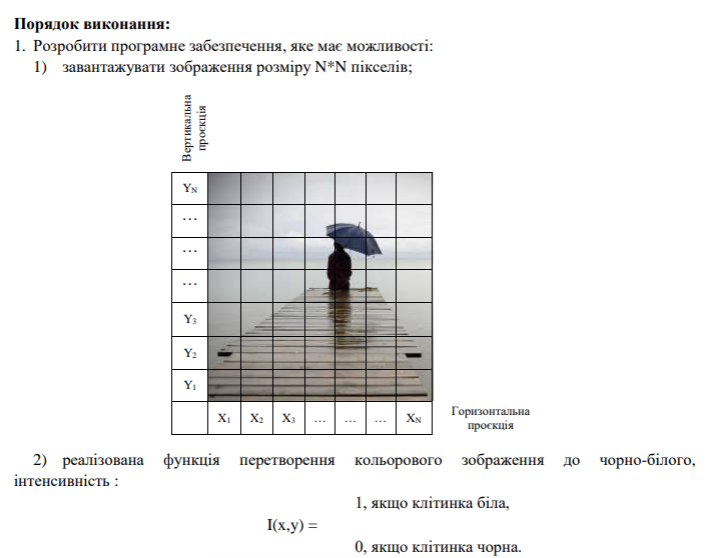 Порядок виконання:
1. Розробити програмне забезпечення, яке має можливості:
1) завантажувати зображення розміру N*N пікселів;
Вертикальна
проєкція
Y_N
…
…
…
Y₃
Y₂
Y₁
X₁ X₂ X₃ … … … X_N
Горизонтальна
проєкція
2) реалізована функція перетворення кольорового зображення до чорно-білого,
інтенсивність :
1, якщо клітинка біла,
I(x,y) =
0, якщо клітинка чорна.